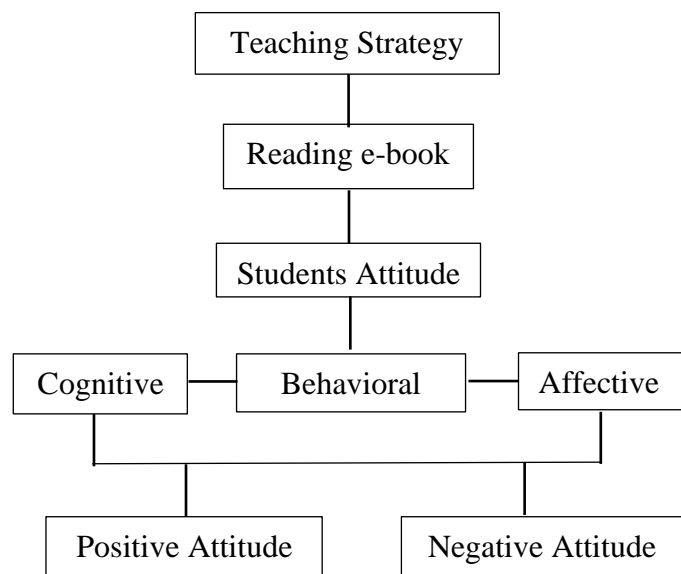 Teaching Strategy
Reading e-book
Students Attitude
Cognitive
Behavioral
Affective
Positive Attitude
Negative Attitude